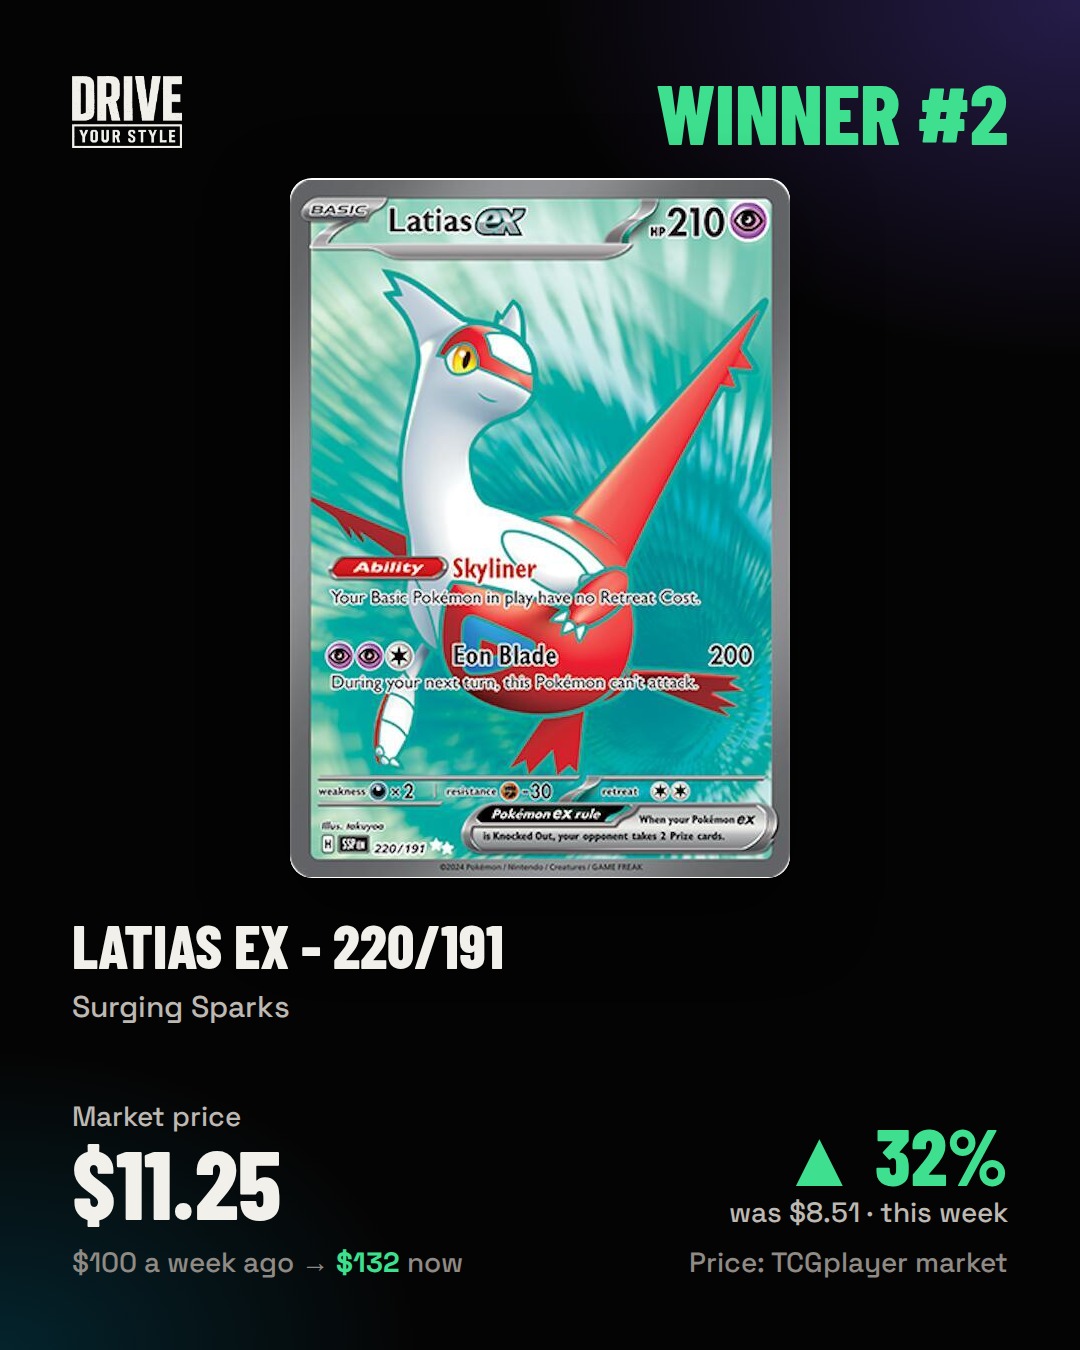 DRIVE
YOUR STYLE
WINNER #2
BASIC Latias ex HP 210
Ability Skyliner
Your Basic Pokémon in play have no Retreat Cost.
Eon Blade 200
During your next turn, this Pokémon can't attack.
weakness ×2 resistance -30 retreat
Pokémon ex rule When your Pokémon ex
is Knocked Out, your opponent takes 2 Prize cards.
Illus. takuyoa
H SSP EN 220/191
©2024 Pokémon / Nintendo / Creatures / GAME FREAK
LATIAS EX - 220/191
Surging Sparks
Market price
$11.25
▲ 32%
was $8.51 · this week
$100 a week ago → $132 now
Price: TCGplayer market